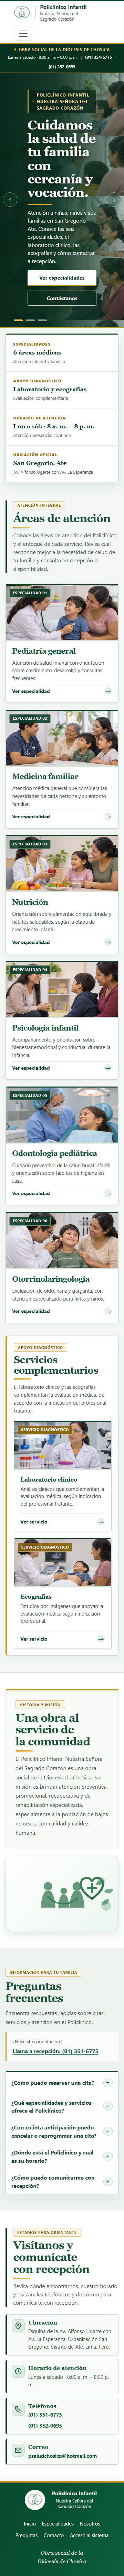 Policlínico Infantil
Nuestra Señora del
Sagrado Corazón
OBRA SOCIAL DE LA DIÓCESIS DE CHOSICA
Lunes a sábado · 8:00 a. m. – 8:00 p. m. | (01) 351-6775
(01) 352-0695
POLICLÍNICO INFANTIL
NUESTRA SEÑORA DEL
SAGRADO CORAZÓN
Cuidamos
la salud de
tu familia
con
cercanía y
vocación.
Atención a niñas, niños y
sus familias en San
Gregorio, Ate. Conoce
las seis especialidades, el
laboratorio clínico, las
ecografías y cómo contactar
a recepción.
Ver especialidades
Contáctanos
ESPECIALIDADES
6 áreas médicas
Atención infantil y familiar
APOYO DIAGNÓSTICO
Laboratorio y ecografías
Evaluación complementaria
HORARIO DE ATENCIÓN
Lun a sáb · 8 a. m. – 8 p. m.
Atención presencial continua
UBICACIÓN OFICIAL
San Gregorio, Ate
Av. Alfonso Ugarte con Av. La Esperanza
ATENCIÓN INTEGRAL
Áreas de atención
Conoce las áreas de atención del Policlínico
y el enfoque de cada servicio. Revisa cuál
responde mejor a la necesidad de salud de
tu familia y consulta en recepción la
disponibilidad.
ESPECIALIDAD 01
Pediatría general
Atención de salud infantil con orientación
sobre crecimiento, desarrollo y consultas
frecuentes.
Ver especialidad
ESPECIALIDAD 02
Medicina familiar
Atención médica general que considera las
necesidades de cada persona y su entorno
familiar.
Ver especialidad
ESPECIALIDAD 03
Nutrición
Orientación sobre alimentación equilibrada y
hábitos saludables, según la etapa de
crecimiento infantil.
Ver especialidad
ESPECIALIDAD 04
Psicología infantil
Acompañamiento y orientación sobre
bienestar emocional y conductual durante la
infancia.
Ver especialidad
ESPECIALIDAD 05
Odontología pediátrica
Cuidado preventivo de la salud bucal infantil
y orientación sobre hábitos de higiene en
casa.
Ver especialidad
ESPECIALIDAD 06
Otorrinolaringología
Evaluación de oído, nariz y garganta, con
atención especializada para niñas y niños.
Ver especialidad
APOYO DIAGNÓSTICO
Servicios
complementarios
El laboratorio clínico y las ecografías
complementan la evaluación médica, de
acuerdo con la indicación del profesional
tratante.
SERVICIO DIAGNÓSTICO
Laboratorio clínico
Análisis clínicos que complementan la
evaluación médica, según indicación
del profesional tratante.
Ver servicio
SERVICIO DIAGNÓSTICO
Ecografías
Estudios por imágenes que apoyan la
evaluación médica según indicación
profesional.
Ver servicio
HISTORIA Y MISIÓN
Una obra al
servicio de
la comunidad
El Policlínico Infantil Nuestra Señora
del Sagrado Corazón es una obra
social de la Diócesis de Chosica. Su
misión es brindar atención preventiva,
promocional, recuperativa y de
rehabilitación especializada,
especialmente a la población de bajos
recursos, con calidad y calidez
humana.
INFORMACIÓN PARA TU FAMILIA
Preguntas
frecuentes
Encuentra respuestas rápidas sobre citas,
servicios y atención en el Policlínico.
¿Necesitas orientación?
Llama a recepción: (01) 351-6775
¿Cómo puedo reservar una cita?
¿Qué especialidades y servicios
ofrece el Policlínico?
¿Con cuánta anticipación puedo
cancelar o reprogramar una cita?
¿Dónde está el Policlínico y cuál
es su horario?
¿Cómo puedo comunicarme con
recepción?
ESTAMOS PARA ORIENTARTE
Visítanos y
comunícate
con recepción
Revisa dónde encontrarnos, nuestro horario
y los canales telefónicos y de correo para
comunicarte con recepción.
Ubicación
Esquina de la Av. Alfonso Ugarte con
Av. La Esperanza, Urbanización San
Gregorio, distrito de Ate, Lima, Perú.
Horario de atención
Lunes a sábado · 8:00 a. m. – 8:00 p.
m.
Teléfonos
(01) 351-6775
(01) 352-0695
Correo
psaludchosica@hotmail.com
Policlínico Infantil
Nuestra Señora del
Sagrado Corazón
Inicio Especialidades Nosotros
Preguntas Contacto Acceso al sistema
Obra social de la
Diócesis de Chosica